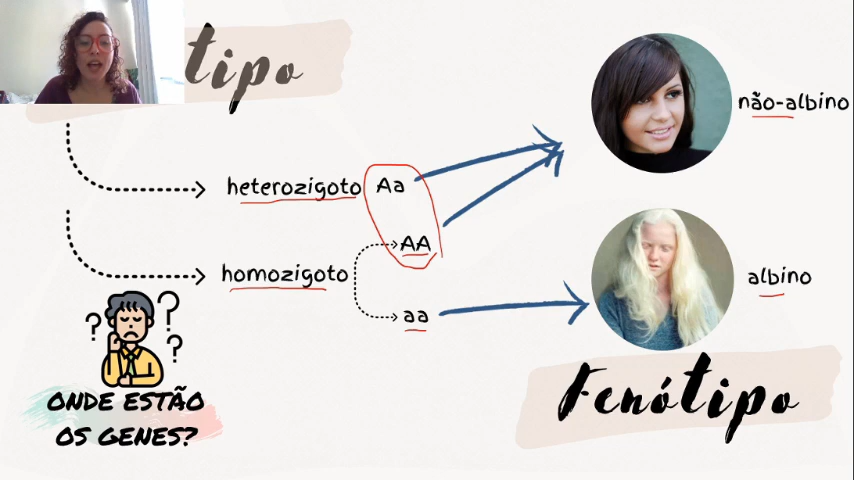 tipo
não-albino
heterozigoto Aa
AA
homozigoto
albino
aa
? ? ?
ONDE ESTÃO
OS GENES?
Fenótipo